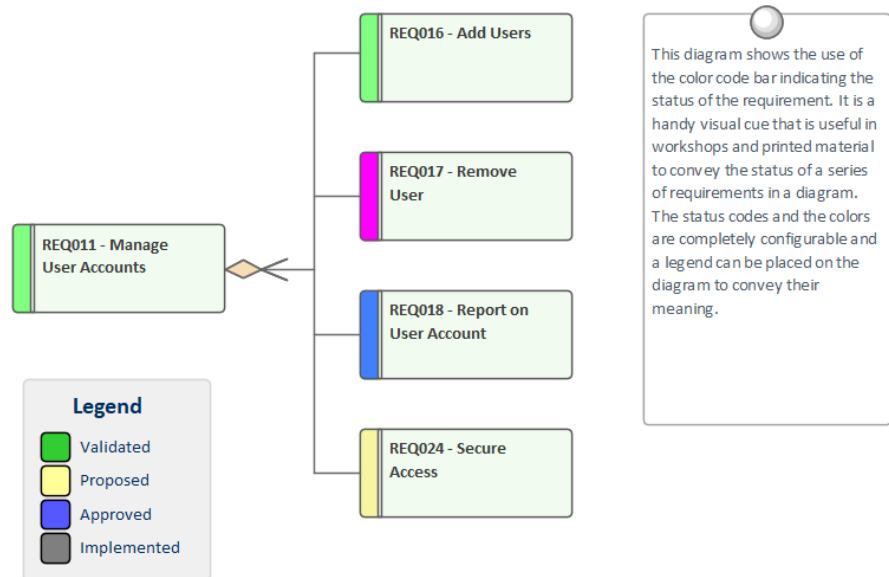 REQ016 - Add Users
REQ017 - Remove
User
REQ011 - Manage
User Accounts
REQ018 - Report on
User Account
REQ024 - Secure
Access
This diagram shows the use
of the color code bar indicating the
status of the requirement. It is a
handy visual cue that is useful in
workshops and printed material
to convey the status of a series
of requirements in a diagram.
The status codes and the colors
are completely configurable and
a legend can be placed on the
diagram to convey their
meaning.
Legend
Validated
Proposed
Approved
Implemented